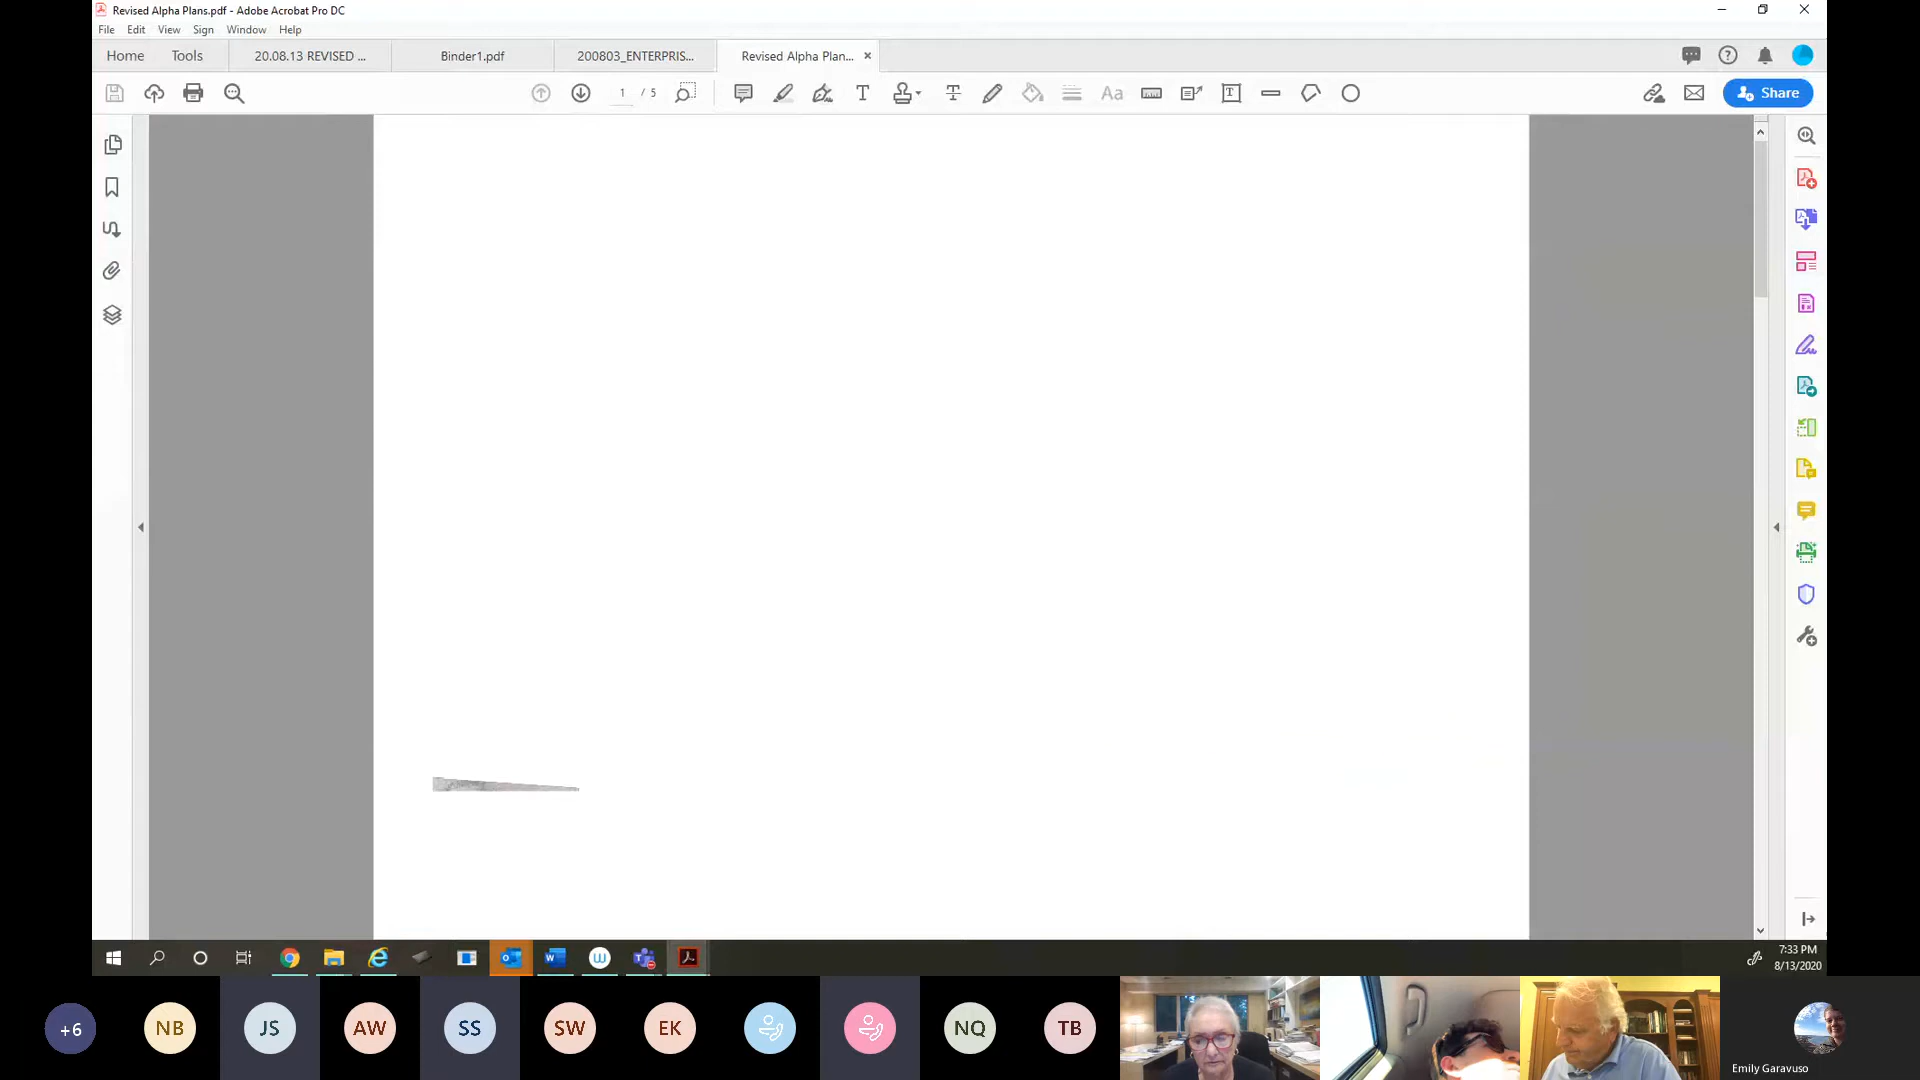 Revised Alpha Plans.pdf - Adobe Acrobat Pro DC
File Edit View Sign Window Help
Home Tools 20.08.13 REVISED ... Binder1.pdf 200803_ENTERPRIS... Revised Alpha Plan... ×
1 / 5 T T T Aa T Share
7:33 PM
8/13/2020
+6 NB JS AW SS SW EK NQ TB
Emily Garavuso